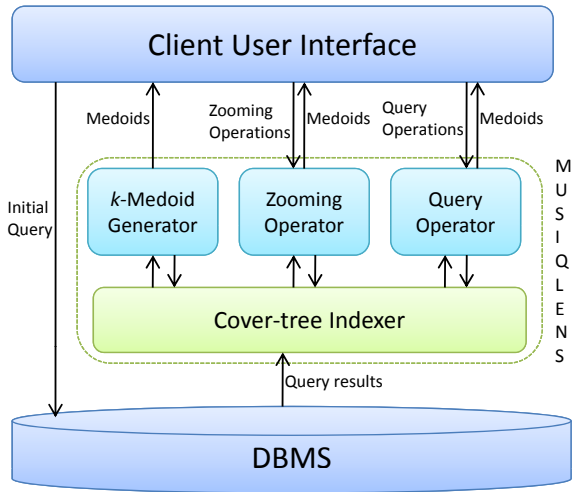 Client User Interface
Medoids
Zooming
Operations
Medoids
Query
Operations
Medoids
Initial
Query
k-Medoid
Generator
Zooming
Operator
Query
Operator
MUSIQLENS
Cover-tree Indexer
Query results
DBMS